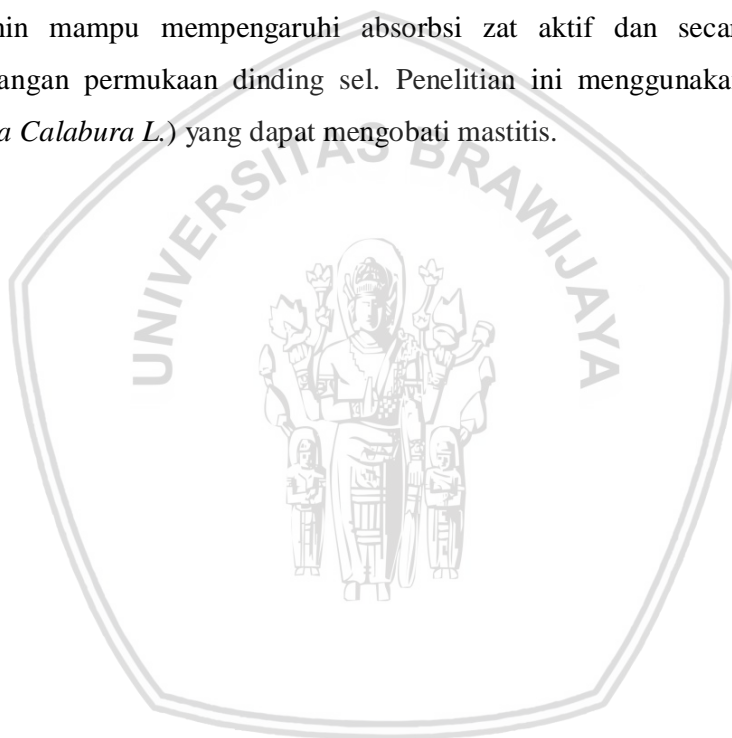 nin mampu mempengaruhi absorbsi zat aktif dan secar
angan permukaan dinding sel. Penelitian ini menggunaka
a Calabura L.) yang dapat mengobati mastitis.
UNIVERSITAS BRAWIJAYA